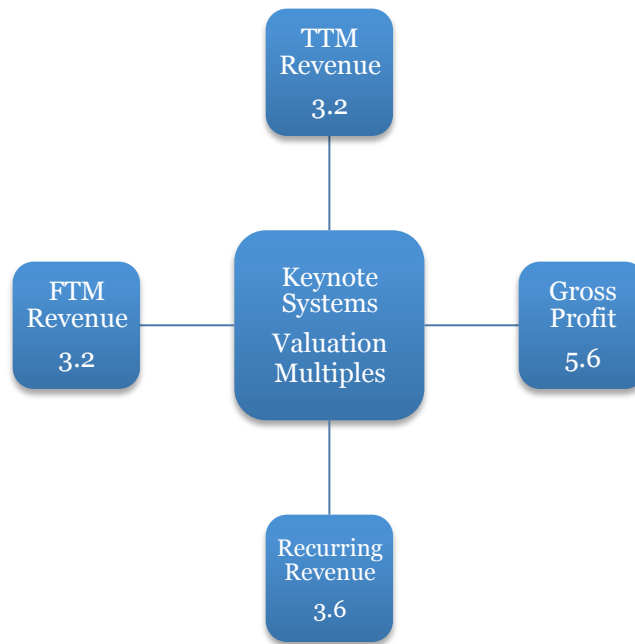 TTM
Revenue
3.2
FTM
Revenue
3.2
Keynote
Systems
Valuation
Multiples
Gross
Profit
5.6
Recurring
Revenue
3.6